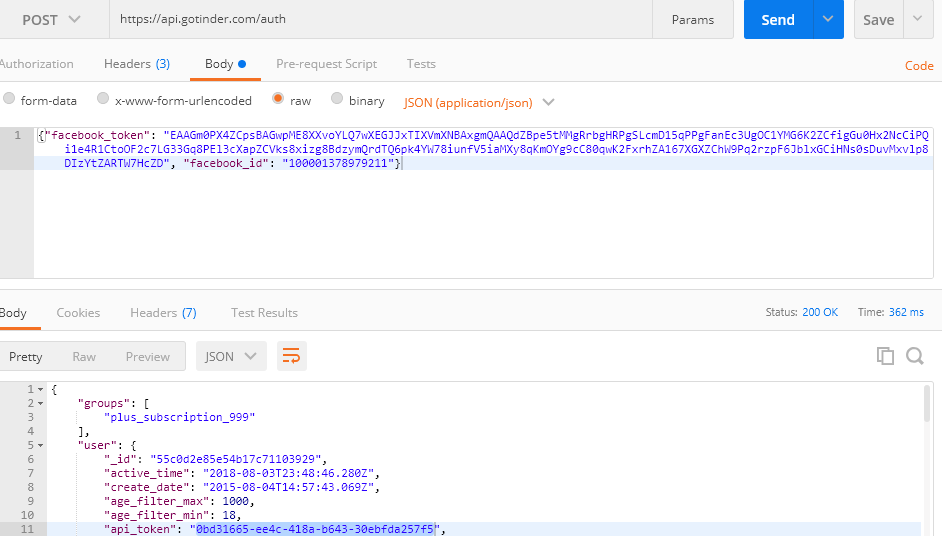 POST https://api.gotinder.com/auth Params Send Save
Authorization Headers (3) Body Pre-request Script Tests Code
form-data x-www-form-urlencoded raw binary JSON (application/json)
1 {"facebook_token": "EAAGm0PX4ZCpsBAGwpME8XXvoYLQ7wXEGJJxTIXVmXNBAxgmQAAQdZBpe5tMMgRrbgHRPgSLcmD15qPPgFanEc3UgOC1YMG6K2ZCfigGu0Hx2NcCiPQ
i1e4R1CtoOF2c7LG33Gq8PEl3cXapZCVks8xizg8BdzymQrdTQ6pk4YW78iunfV5iaMXy8qKmOYg9cC80qwK2FxrhZA167XGXZChW9Pq2rzpF6JblxGCiHNs0sDuvMxvlp8
DIzYtZARTW7HcZD", "facebook_id": "100001378979211"}
Body Cookies Headers (7) Test Results Status: 200 OK Time: 362 ms
Pretty Raw Preview JSON
1 {
2 "groups": [
3 "plus_subscription_999"
4 ],
5 "user": {
6 "_id": "55c0d2e85e54b17c71103929",
7 "active_time": "2018-08-03T23:48:46.280Z",
8 "create_date": "2015-08-04T14:57:43.069Z",
9 "age_filter_max": 1000,
10 "age_filter_min": 18,
11 "api_token": "0bd31665-ee4c-418a-b643-30ebfda257f5",